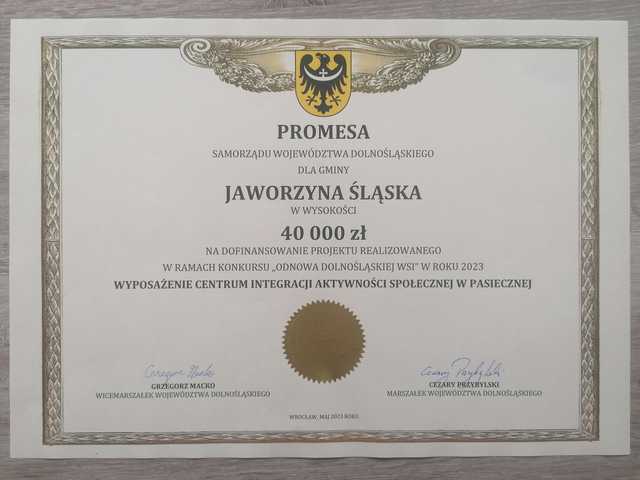 PROMESA
SAMORZĄDU WOJEWÓDZTWA DOLNOŚLĄSKIEGO
DLA GMINY
JAWORZYNA ŚLĄSKA
W WYSOKOŚCI
40 000 zł
NA DOFINANSOWANIE PROJEKTU REALIZOWANEGO
W RAMACH KONKURSU „ODNOWA DOLNOŚLĄSKIEJ WSI” W ROKU 2023
WYPOSAŻENIE CENTRUM INTEGRACJI AKTYWNOŚCI SPOŁECZNEJ W PASIECZNEJ
Cezary Przybylski
GRZEGORZ MACKO
WICEMARSZAŁEK WOJEWÓDZTWA DOLNOŚLĄSKIEGO
CEZARY PRZYBYLSKI
MARSZAŁEK WOJEWÓDZTWA DOLNOŚLĄSKIEGO
WROCŁAW, MAJ 2023 ROKU